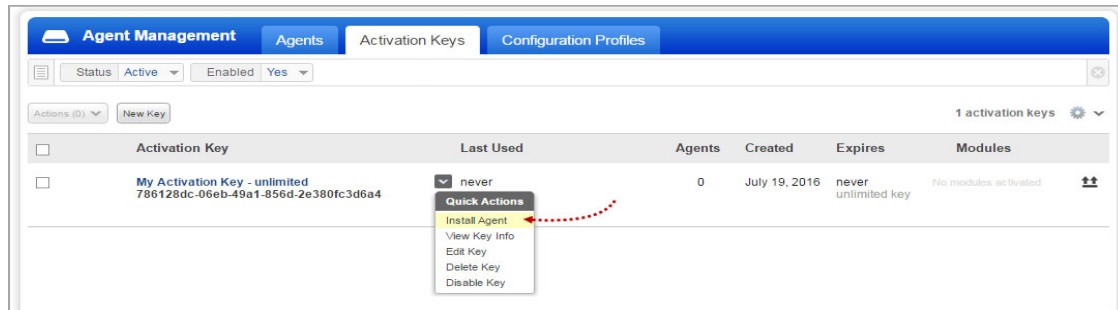 Agent Management Agents Activation Keys Configuration Profiles
Status Active Enabled Yes
Actions (0) New Key 1 activation keys
Activation Key Last Used Agents Created Expires Modules
My Activation Key - unlimited never 0 July 19, 2016 never No modules activated
786128dc-06eb-49a1-856d-2e380fc3d6a4 unlimited key
Quick Actions
Install Agent
View Key Info
Edit Key
Delete Key
Disable Key